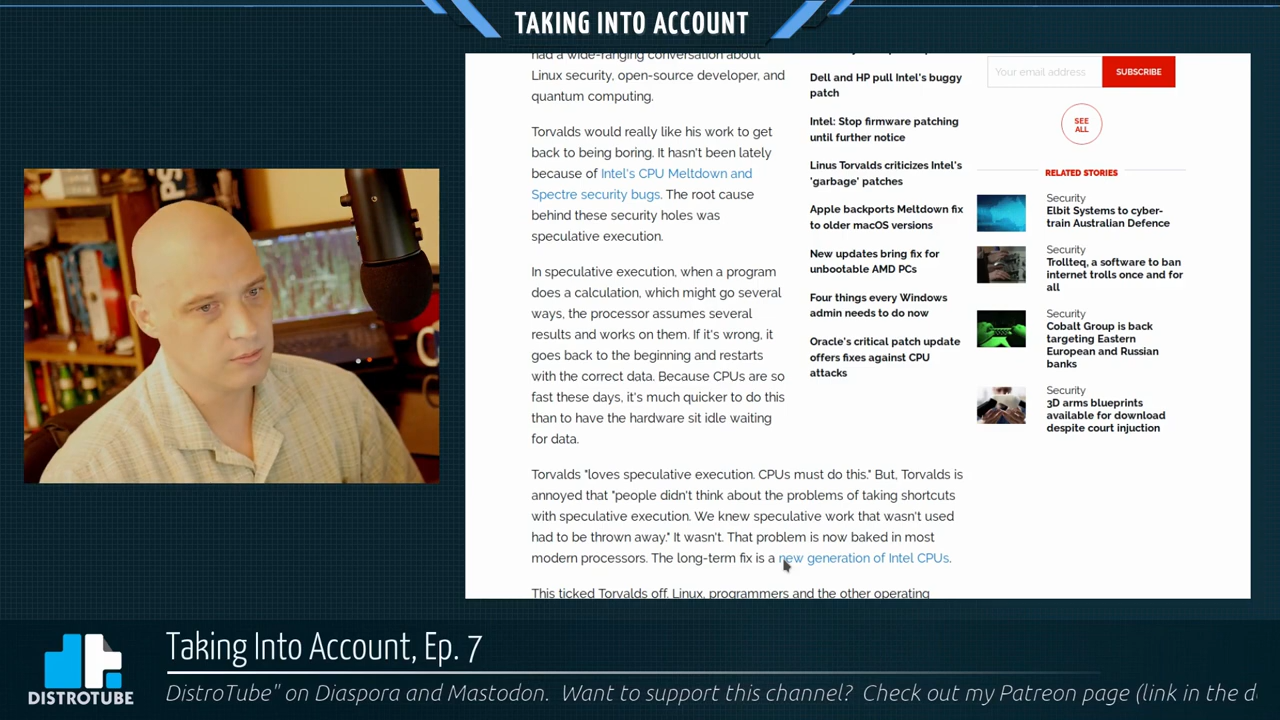 TAKING INTO ACCOUNT
had a wide-ranging conversation about
Linux security, open-source developer, and
quantum computing.
Torvalds would really like his work to get
back to being boring. It hasn't been lately
because of Intel's CPU Meltdown and
Spectre security bugs. The root cause
behind these security holes was
speculative execution.
In speculative execution, when a program
does a calculation, which might go several
ways, the processor assumes several
results and works on them. If it's wrong, it
goes back to the beginning and restarts
with the correct data. Because CPUs are so
fast these days, it's much quicker to do this
than to have the hardware sit idle waiting
for data.
Torvalds "loves speculative execution. CPUs must do this." But, Torvalds is
annoyed that "people didn't think about the problems of taking shortcuts
with speculative execution. We knew speculative work that wasn't used
had to be thrown away." It wasn't. That problem is now baked in most
modern processors. The long-term fix is a new generation of Intel CPUs.
This ticked Torvalds off. Linux, programmers and the other operating
Dell and HP pull Intel's buggy
patch
Intel: Stop firmware patching
until further notice
Linus Torvalds criticizes Intel's
'garbage' patches
Apple backports Meltdown fix
to older macOS versions
New updates bring fix for
unbootable AMD PCs
Four things every Windows
admin needs to do now
Oracle's critical patch update
offers fixes against CPU
attacks
Your email address
SUBSCRIBE
SEE
ALL
RELATED STORIES
Security
Elbit Systems to cyber-
train Australian Defence
Security
Trollteq, a software to ban
internet trolls once and for
all
Security
Cobalt Group is back
targeting Eastern
European and Russian
banks
Security
3D arms blueprints
available for download
despite court injuction
Taking Into Account, Ep. 7
DISTROTUBE
DistroTube" on Diaspora and Mastodon. Want to support this channel? Check out my Patreon page (link in the d